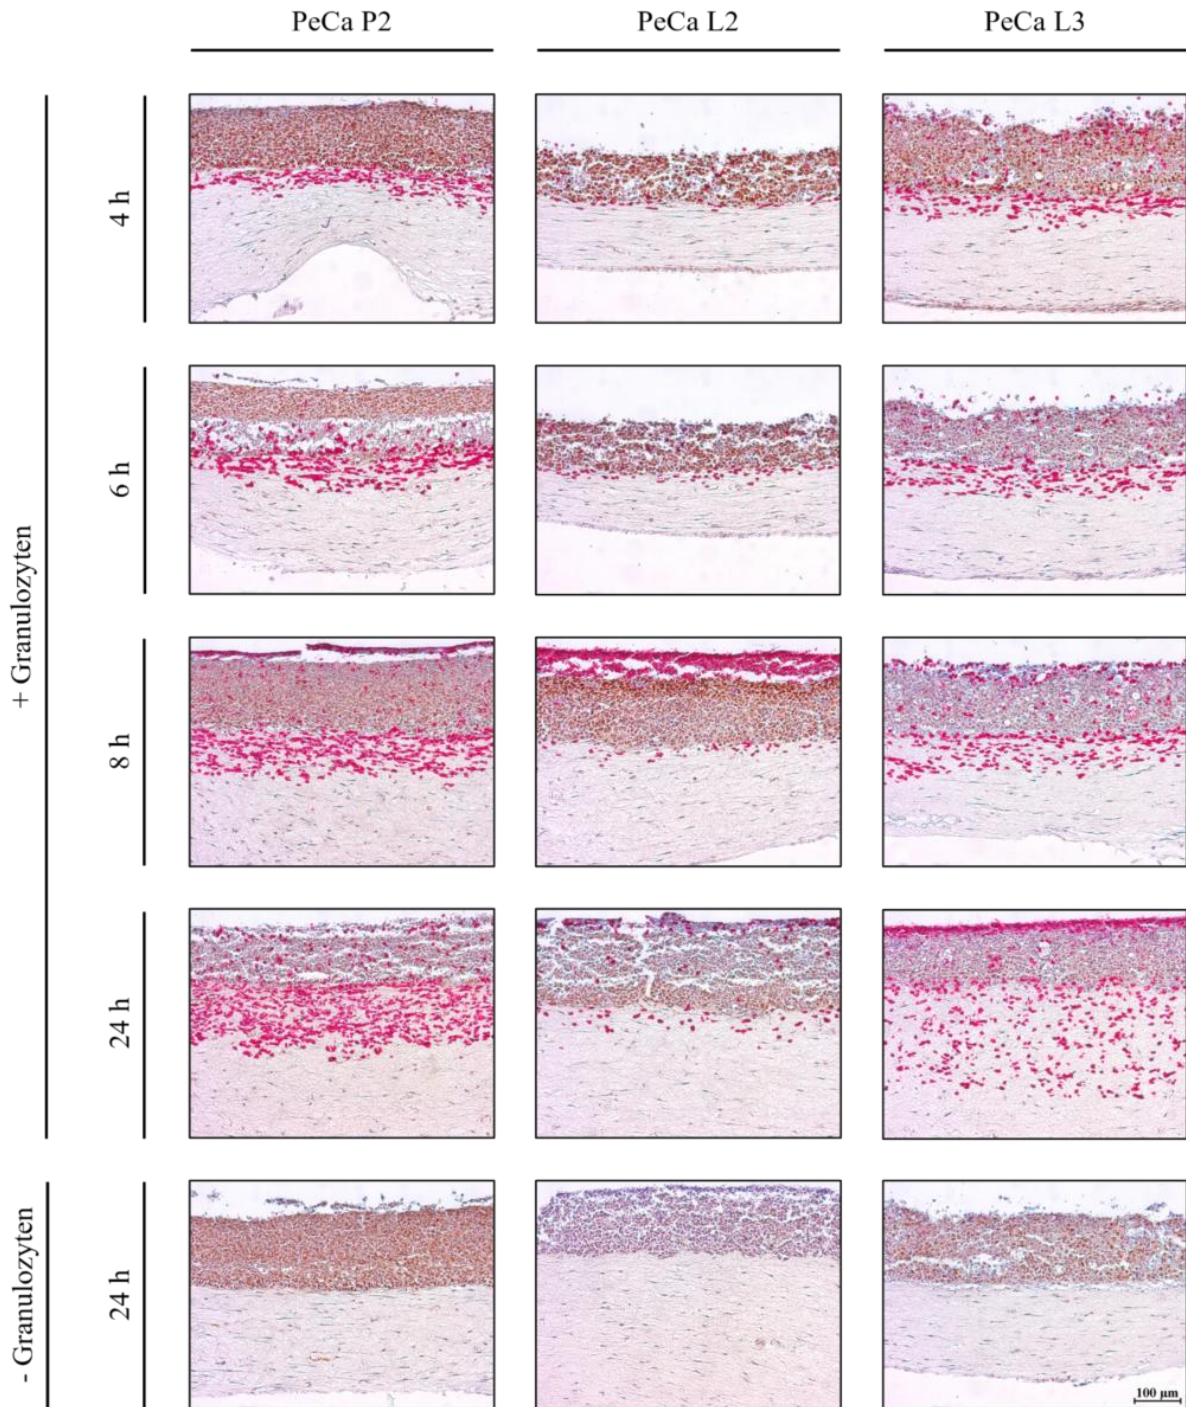 PeCa P2 PeCa L2 PeCa L3
+ Granulozyten
4 h
6 h
8 h
24 h
- Granulozyten
24 h
100 µm